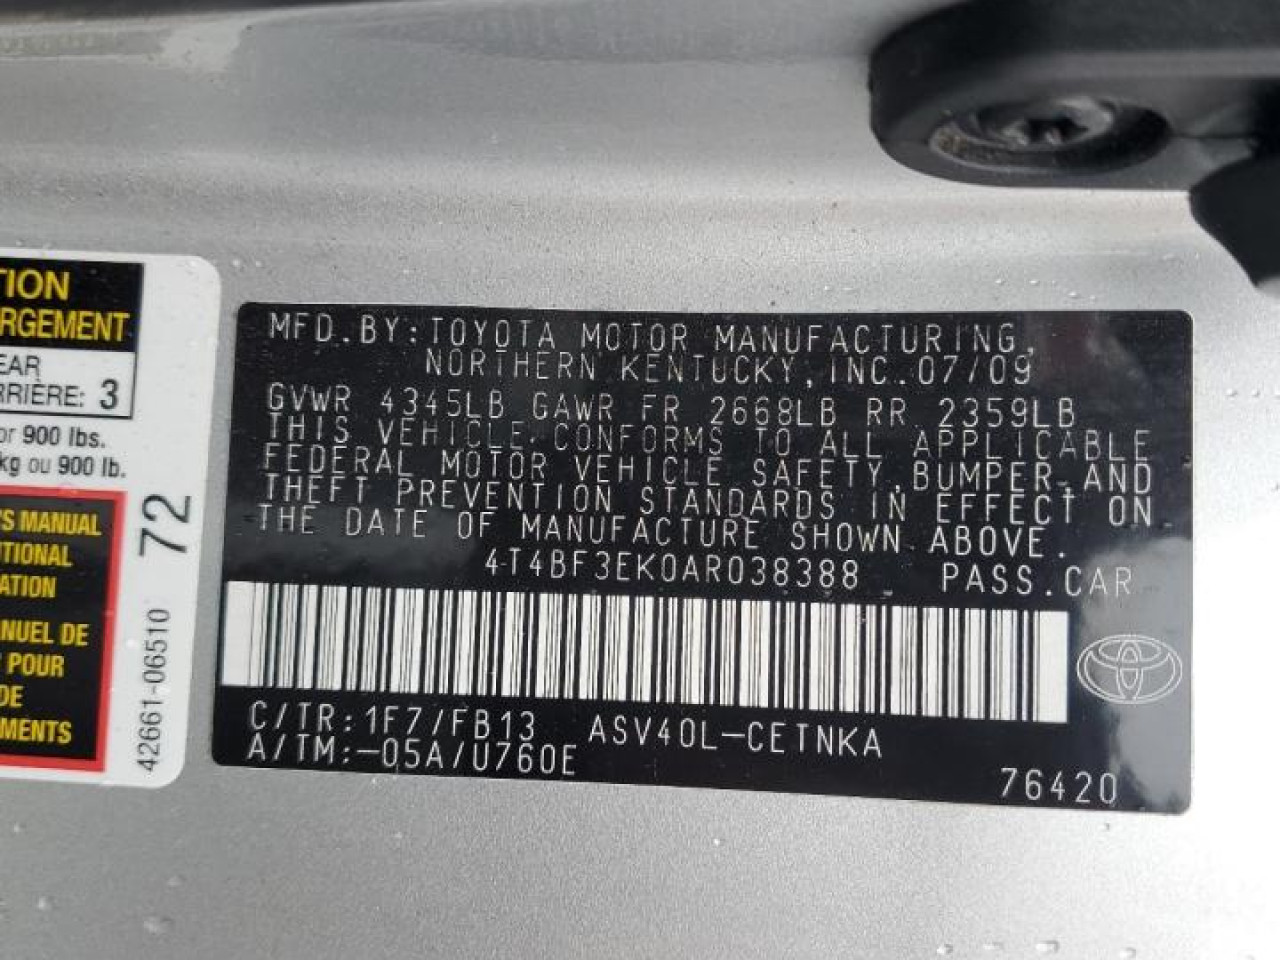 TION
RGEMENT
EAR
RRIÈRE: 3
or 900 lbs.
kg ou 900 lb.
'S MANUAL
ITIONAL
ATION
NUEL DE
POUR
DE
MENTS
42661-06510 72
MFD.BY:TOYOTA MOTOR MANUFACTURING,
NORTHERN KENTUCKY,INC.07/09
GVWR 4345LB GAWR FR 2668LB RR 2359LB
THIS VEHICLE CONFORMS TO ALL APPLICABLE
FEDERAL MOTOR VEHICLE SAFETY,BUMPER,AND
THEFT PREVENTION STANDARDS IN EFFECT ON
THE DATE OF MANUFACTURE SHOWN ABOVE.
4T4BF3EK0AR038388 PASS.CAR
C/TR:1F7/FB13 ASV40L-CETNKA
A/TM:-05A/U760E
76420